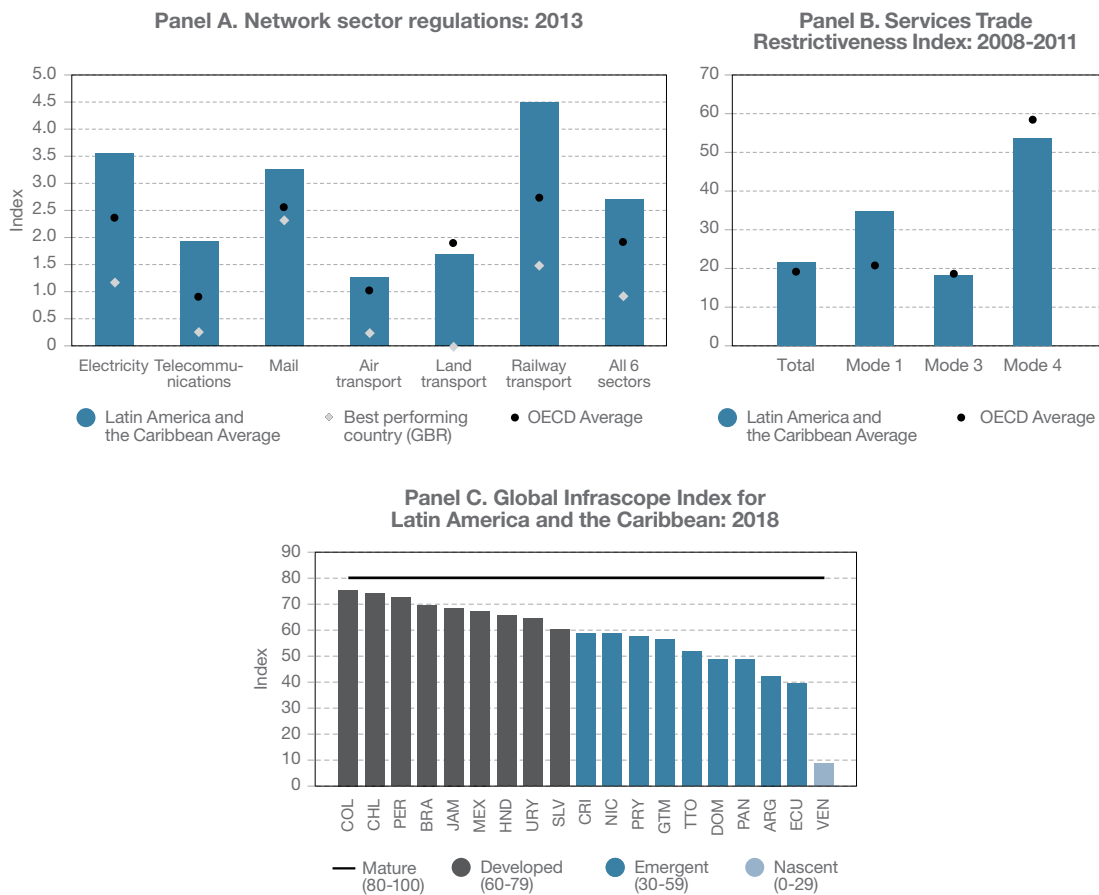 Panel A. Network sector regulations: 2013
5.0
4.5
4.0
3.5
3.0
2.5
2.0
1.5
1.0
0.5
0
Index
Electricity
Telecommu-
nications
Mail
Air
transport
Land
transport
Railway
transport
All 6
sectors
Latin America and
the Caribbean Average
Best performing
country (GBR)
OECD Average
Panel B. Services Trade
Restrictiveness Index: 2008-2011
70
60
50
40
30
20
10
0
Total
Mode 1
Mode 3
Mode 4
Latin America and
the Caribbean Average
OECD Average
Panel C. Global Infrascope Index for
Latin America and the Caribbean: 2018
90
80
70
60
50
40
30
20
10
0
Index
COL
CHL
PER
BRA
JAM
MEX
HND
URY
SLV
CRI
NIC
PRY
GTM
TTO
DOM
PAN
ARG
ECU
VEN
Mature
(80-100)
Developed
(60-79)
Emergent
(30-59)
Nascent
(0-29)